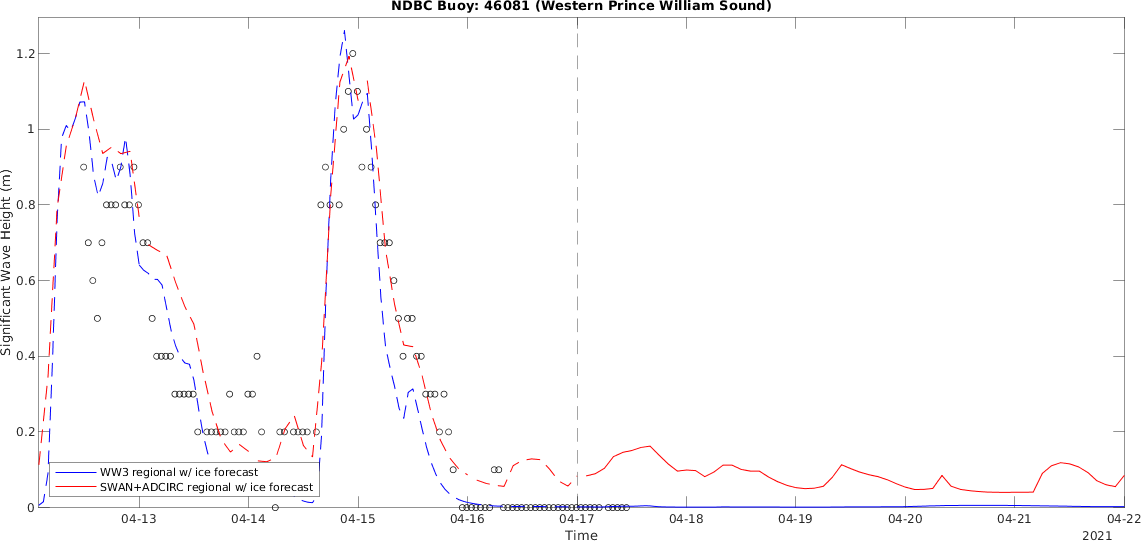 NDBC Buoy: 46081 (Western Prince William Sound)
Significant Wave Height (m)
1.2
1
0.8
0.6
0.4
0.2
0
WW3 regional w/ ice forecast
SWAN+ADCIRC regional w/ ice forecast
04-13 04-14 04-15 04-16 04-17 04-18 04-19 04-20 04-21 04-22
Time
2021